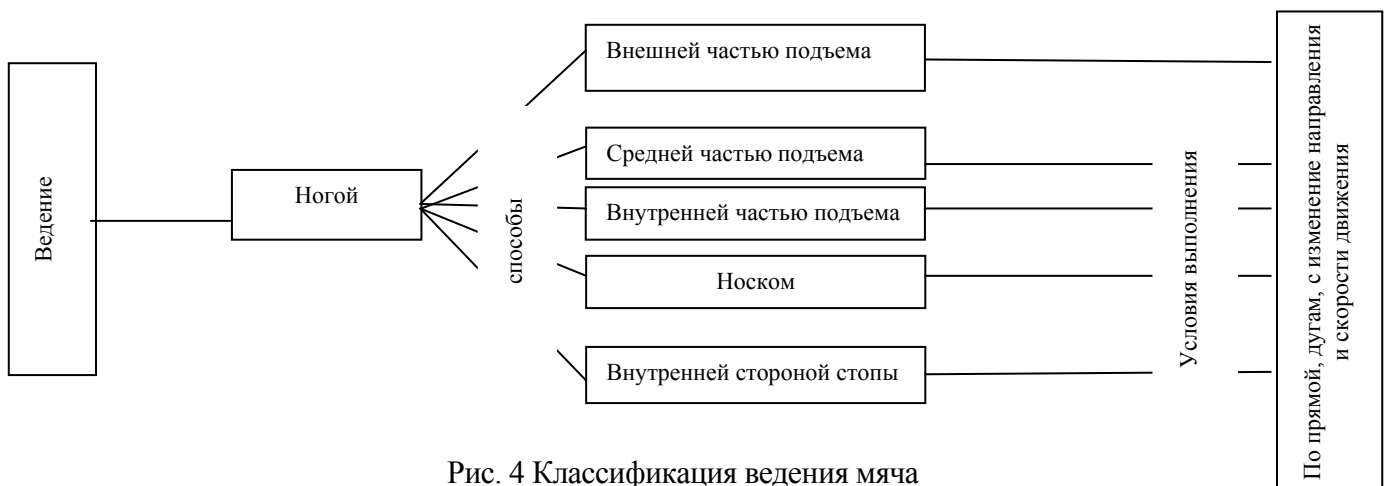 Ведение
Ногой
способы
Внешней частью подъема
Средней частью подъема
Внутренней частью подъема
Носком
Внутренней стороной стопы
Условия выполнения
По прямой, дугам, с изменение направления
и скорости движения
Рис. 4 Классификация ведения мяча